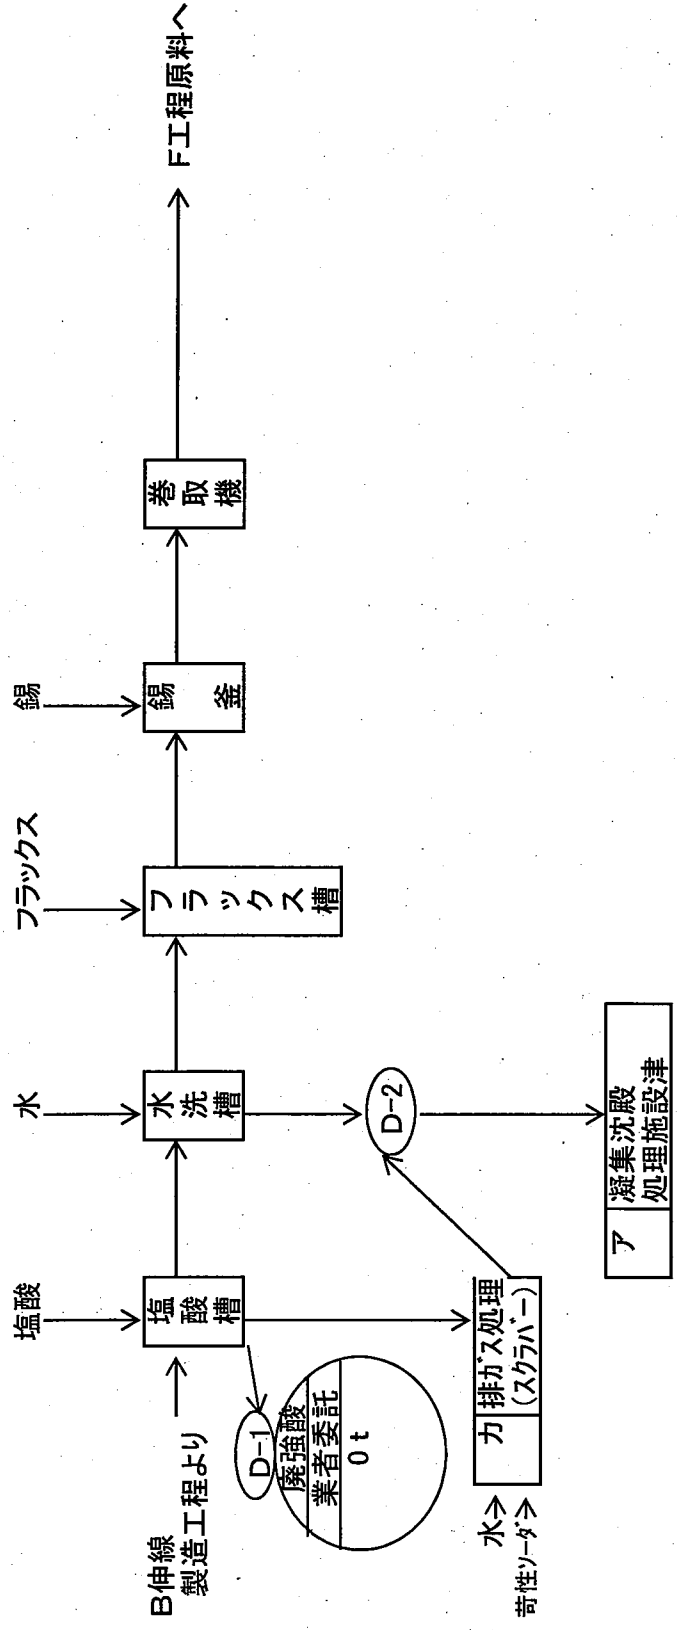 塩酸
水
フラックス
錫
B伸線
製造工程より
塩酸槽
水洗槽
フラックス槽
錫釜
巻取機
F工程原料へ
D-1
廃強酸
業者委託
0t
D-2
水→
苛性ソーダ→
カ
排ガス処理
(スクラバー)
ア
凝集沈殿
処理施設津